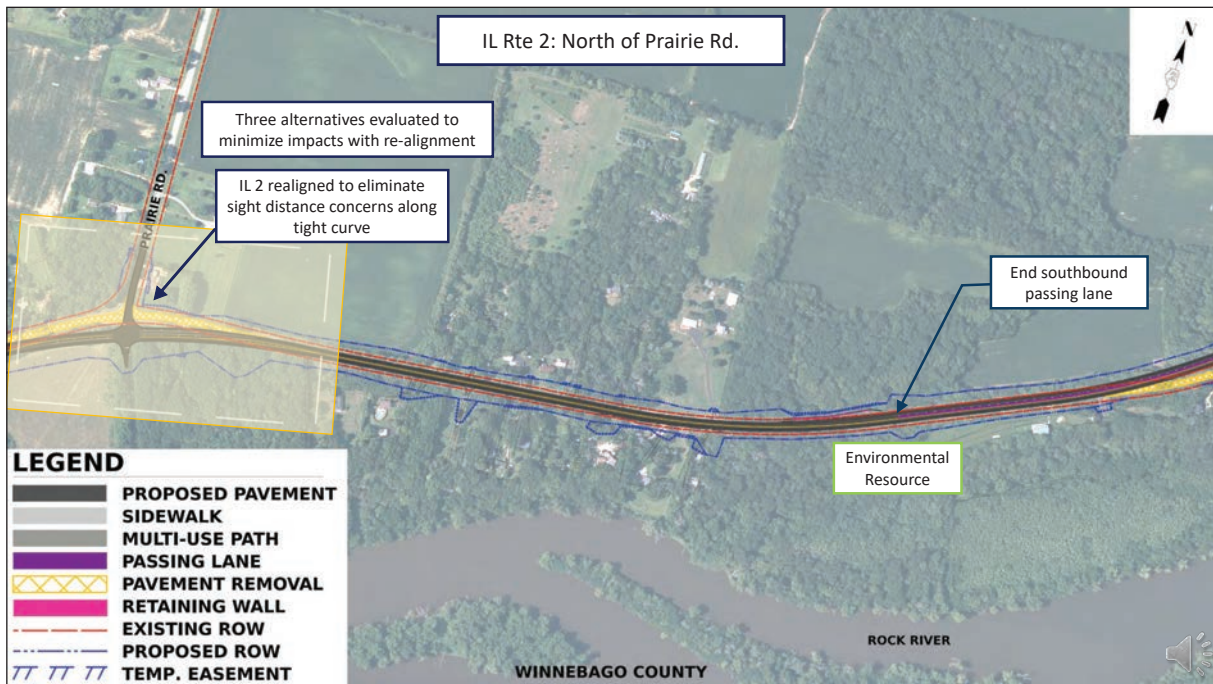 IL Rte 2: North of Prairie Rd.
N
Three alternatives evaluated to
minimize impacts with re-alignment
IL 2 realigned to eliminate
sight distance concerns along
tight curve
PRAIRIE RD.
End southbound
passing lane
Environmental
Resource
LEGEND
PROPOSED PAVEMENT
SIDEWALK
MULTI-USE PATH
PASSING LANE
PAVEMENT REMOVAL
RETAINING WALL
EXISTING ROW
PROPOSED ROW
TEMP. EASEMENT
ROCK RIVER
WINNEBAGO COUNTY